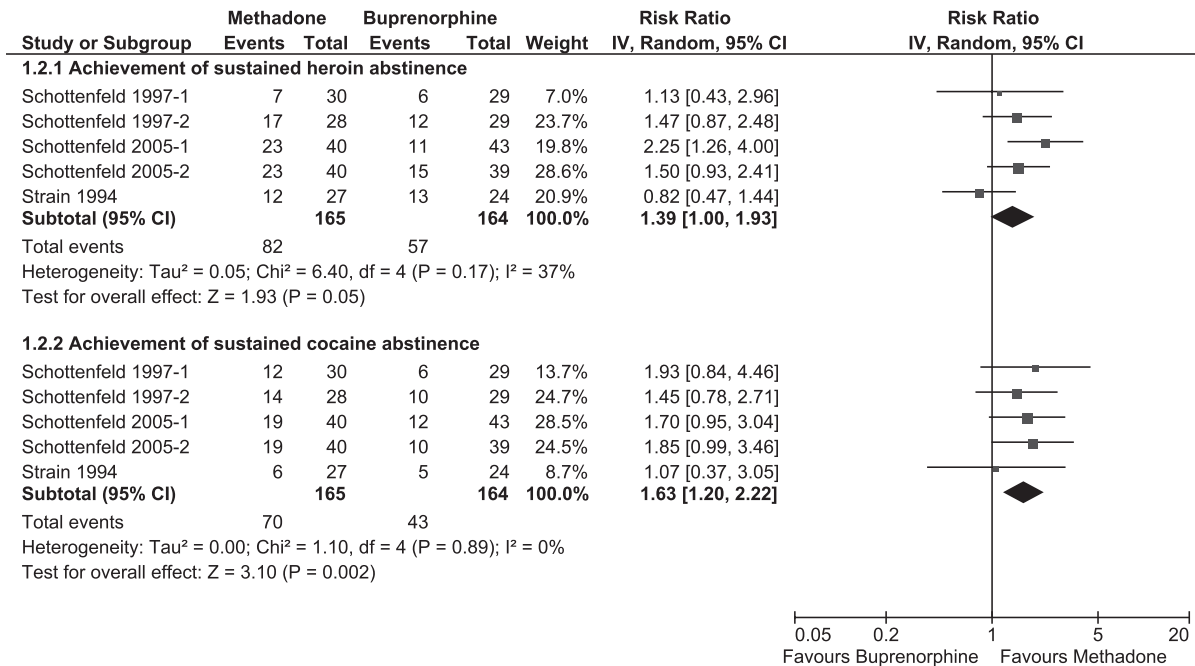 Methadone Buprenorphine Risk Ratio Risk Ratio
Study or Subgroup Events Total Events Total Weight IV, Random, 95% CI IV, Random, 95% CI
1.2.1 Achievement of sustained heroin abstinence
Schottenfeld 1997-1 7 30 6 29 7.0% 1.13 [0.43, 2.96]
Schottenfeld 1997-2 17 28 12 29 23.7% 1.47 [0.87, 2.48]
Schottenfeld 2005-1 23 40 11 43 19.8% 2.25 [1.26, 4.00]
Schottenfeld 2005-2 23 40 15 39 28.6% 1.50 [0.93, 2.41]
Strain 1994 12 27 13 24 20.9% 0.82 [0.47, 1.44]
Subtotal (95% CI) 165 164 100.0% 1.39 [1.00, 1.93]
Total events 82 57
Heterogeneity: Tau² = 0.05; Chi² = 6.40, df = 4 (P = 0.17); I² = 37%
Test for overall effect: Z = 1.93 (P = 0.05)
1.2.2 Achievement of sustained cocaine abstinence
Schottenfeld 1997-1 12 30 6 29 13.7% 1.93 [0.84, 4.46]
Schottenfeld 1997-2 14 28 10 29 24.7% 1.45 [0.78, 2.71]
Schottenfeld 2005-1 19 40 12 43 28.5% 1.70 [0.95, 3.04]
Schottenfeld 2005-2 19 40 10 39 24.5% 1.85 [0.99, 3.46]
Strain 1994 6 27 5 24 8.7% 1.07 [0.37, 3.05]
Subtotal (95% CI) 165 164 100.0% 1.63 [1.20, 2.22]
Total events 70 43
Heterogeneity: Tau² = 0.00; Chi² = 1.10, df = 4 (P = 0.89); I² = 0%
Test for overall effect: Z = 3.10 (P = 0.002)
0.05 0.2 1 5 20
Favours Buprenorphine Favours Methadone